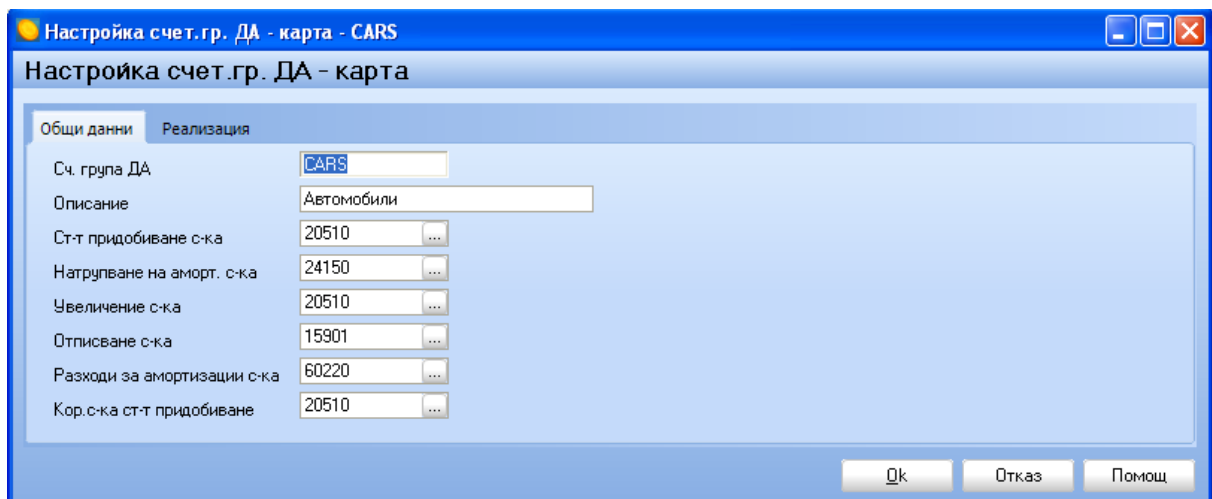 Настройка счет.гр. ДА - карта - CARS
Настройка счет.гр. ДА - карта
Общи данни Реализация
Сч. група ДА CARS
Описание Автомобили
Ст-т придобиване с-ка 20510 ...
Натрупване на аморт. с-ка 24150 ...
Увеличение с-ка 20510 ...
Отписване с-ка 15901 ...
Разходи за амортизации с-ка 60220 ...
Кор.с-ка ст-т придобиване 20510 ...
Ok Отказ Помощ